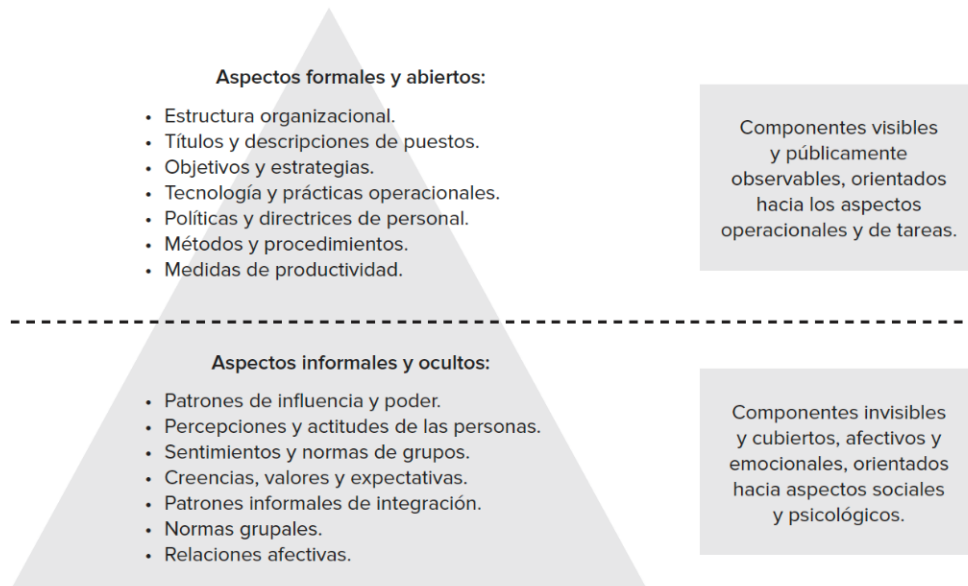 Aspectos formales y abiertos:
• Estructura organizacional.
• Títulos y descripciones de puestos.
• Objetivos y estrategias.
• Tecnología y prácticas operacionales.
• Políticas y directrices de personal.
• Métodos y procedimientos.
• Medidas de productividad.
Componentes visibles
y públicamente
observables, orientados
hacia los aspectos
operacionales y de tareas.
Aspectos informales y ocultos:
• Patrones de influencia y poder.
• Percepciones y actitudes de las personas.
• Sentimientos y normas de grupos.
• Creencias, valores y expectativas.
• Patrones informales de integración.
• Normas grupales.
• Relaciones afectivas.
Componentes invisibles
y cubiertos, afectivos y
emocionales, orientados
hacia aspectos sociales
y psicológicos.